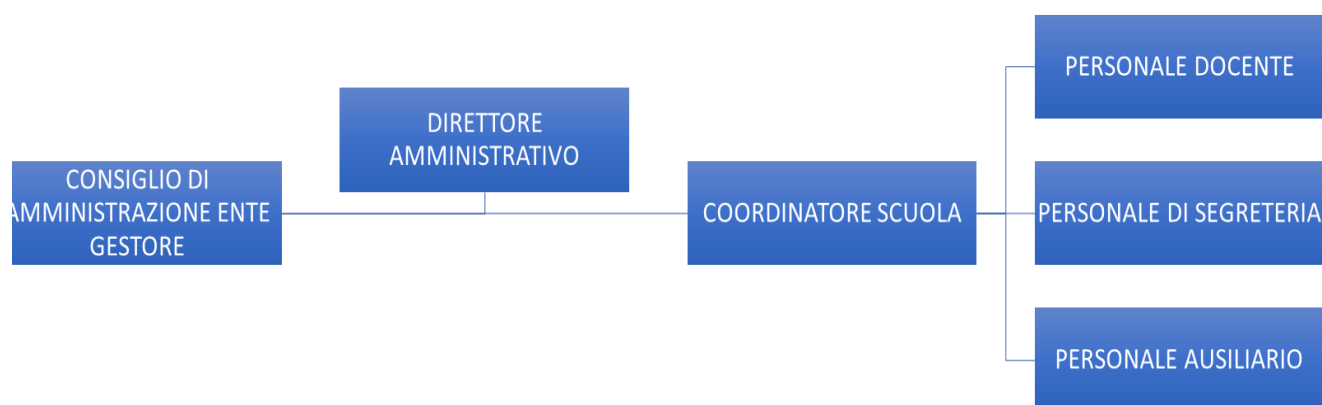 CONSIGLIO DI
AMMINISTRAZIONE ENTE
GESTORE
DIRETTORE
AMMINISTRATIVO
COORDINATORE SCUOLA
PERSONALE DOCENTE
PERSONALE DI SEGRETERIA
PERSONALE AUSILIARIO